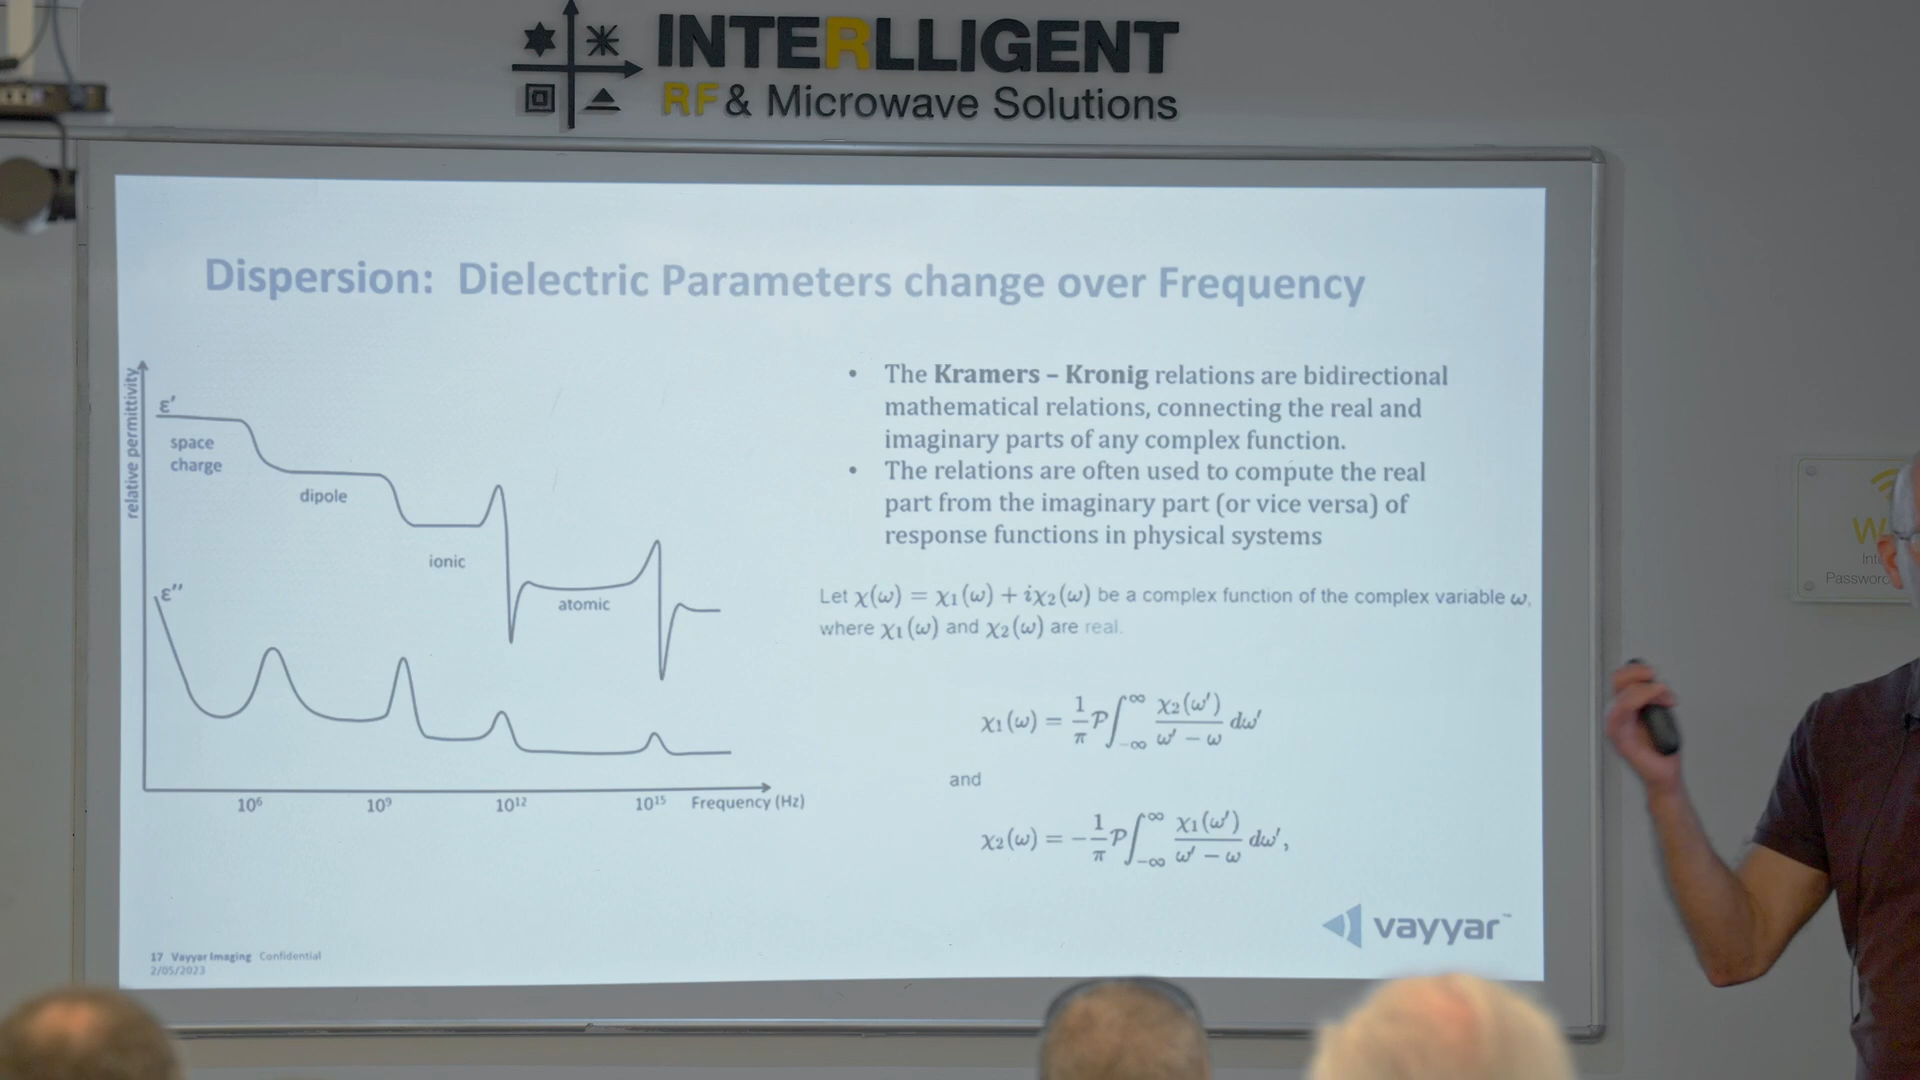 INTERLLIGENT
RF & Microwave Solutions
Dispersion: Dielectric Parameters change over Frequency
relative permittivity
ε′
space
charge
dipole
ionic
atomic
ε″
10⁶ 10⁹ 10¹² 10¹⁵ Frequency (Hz)
• The Kramers – Kronig relations are bidirectional
mathematical relations, connecting the real and
imaginary parts of any complex function.
• The relations are often used to compute the real
part from the imaginary part (or vice versa) of
response functions in physical systems
Let χ(ω) = χ₁(ω) + iχ₂(ω) be a complex function of the complex variable ω,
where χ₁(ω) and χ₂(ω) are real.
χ₁(ω) = 1/π 𝒫∫_{-∞}^{∞} χ₂(ω′)/(ω′ − ω) dω′
and
χ₂(ω) = −1/π 𝒫∫_{-∞}^{∞} χ₁(ω′)/(ω′ − ω) dω′,
vayyar™
17 Vayyar Imaging Confidential
2/05/2023